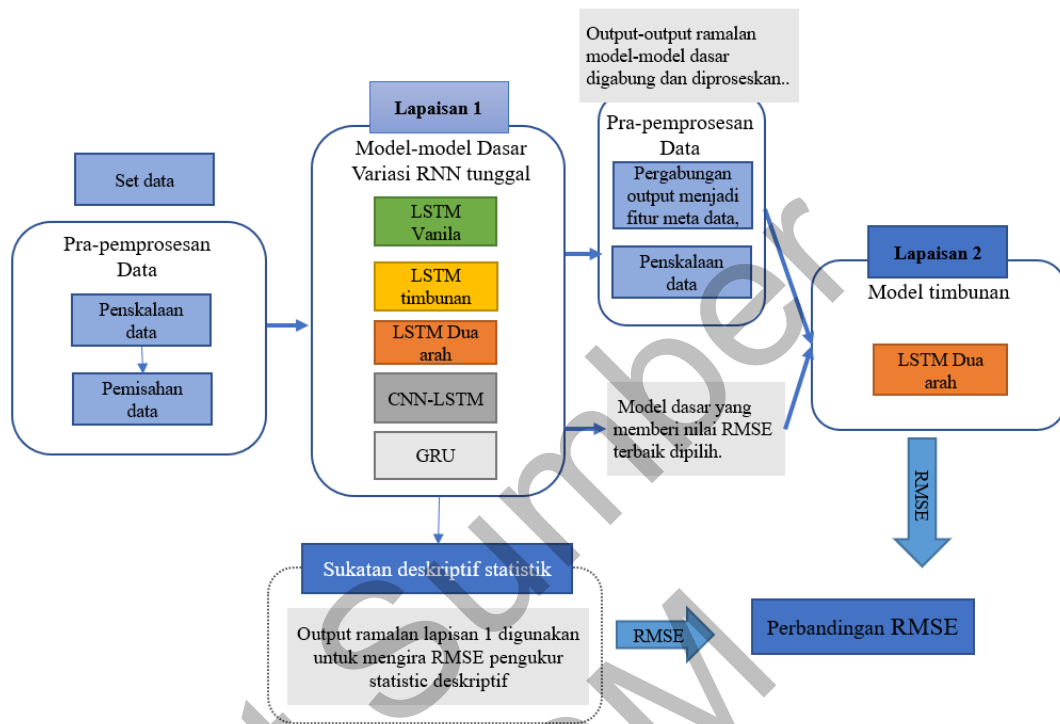 Output-output ramalan
model-model dasar
digabung dan diproseskan..
Lapaisan 1
Model-model Dasar
Variasi RNN tunggal
LSTM
Vanila
LSTM
timbunan
LSTM Dua
arah
CNN-LSTM
GRU
Set data
Pra-pemprosesan
Data
Penskalaan
data
Pemisahan
data
Pra-pemprosesan
Data
Pergabungan
output menjadi
fitur meta data,
Penskalaan
data
Model dasar yang
memberi nilai RMSE
terbaik dipilih.
Lapaisan 2
Model timbunan
LSTM Dua
arah
RMSE
Sukatan deskriptif statistik
Output ramalan lapisan 1 digunakan
untuk mengira RMSE pengukur
statistic deskriptif
RMSE
Perbandingan RMSE
Sumber